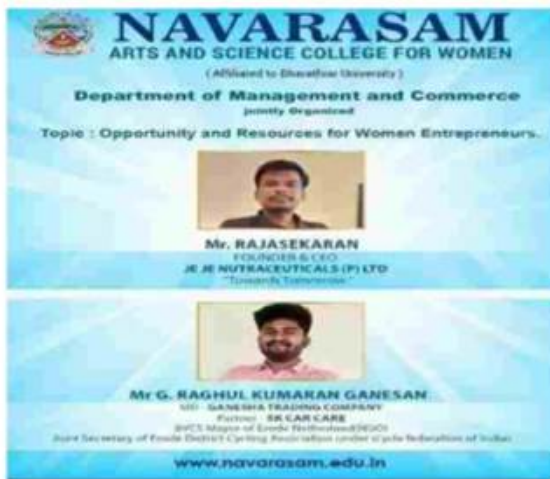 NAVARASAM
ARTS AND SCIENCE COLLEGE FOR WOMEN
(Affiliated to Bharathiar University)
Department of Management and Commerce
Jointly Organized
Topic : Opportunity and Resources for Women Entrepreneurs.
Mr. RAJASEKARAN
FOUNDER & CEO
JE JE NUTRACEUTICALS (P) LTD
"Towards Tomorrow"
Mr G. RAGHUL KUMARAN GANESAN
MD - GANESHA TRADING COMPANY
Partner - SK CAR CARE
Mayor of Erode
Joint Secretary of Erode District Cycling Association under cycle federation of India
www.navarasam.edu.in